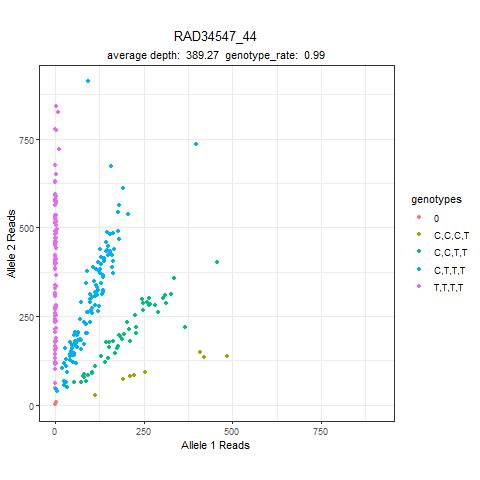 RAD34547_44
average depth:  389.27  genotype_rate:  0.99
Allele 2 Reads
750
500
250
0
0 250 500 750
Allele 1 Reads
genotypes
0
C,C,C,T
C,C,T,T
C,T,T,T
T,T,T,T